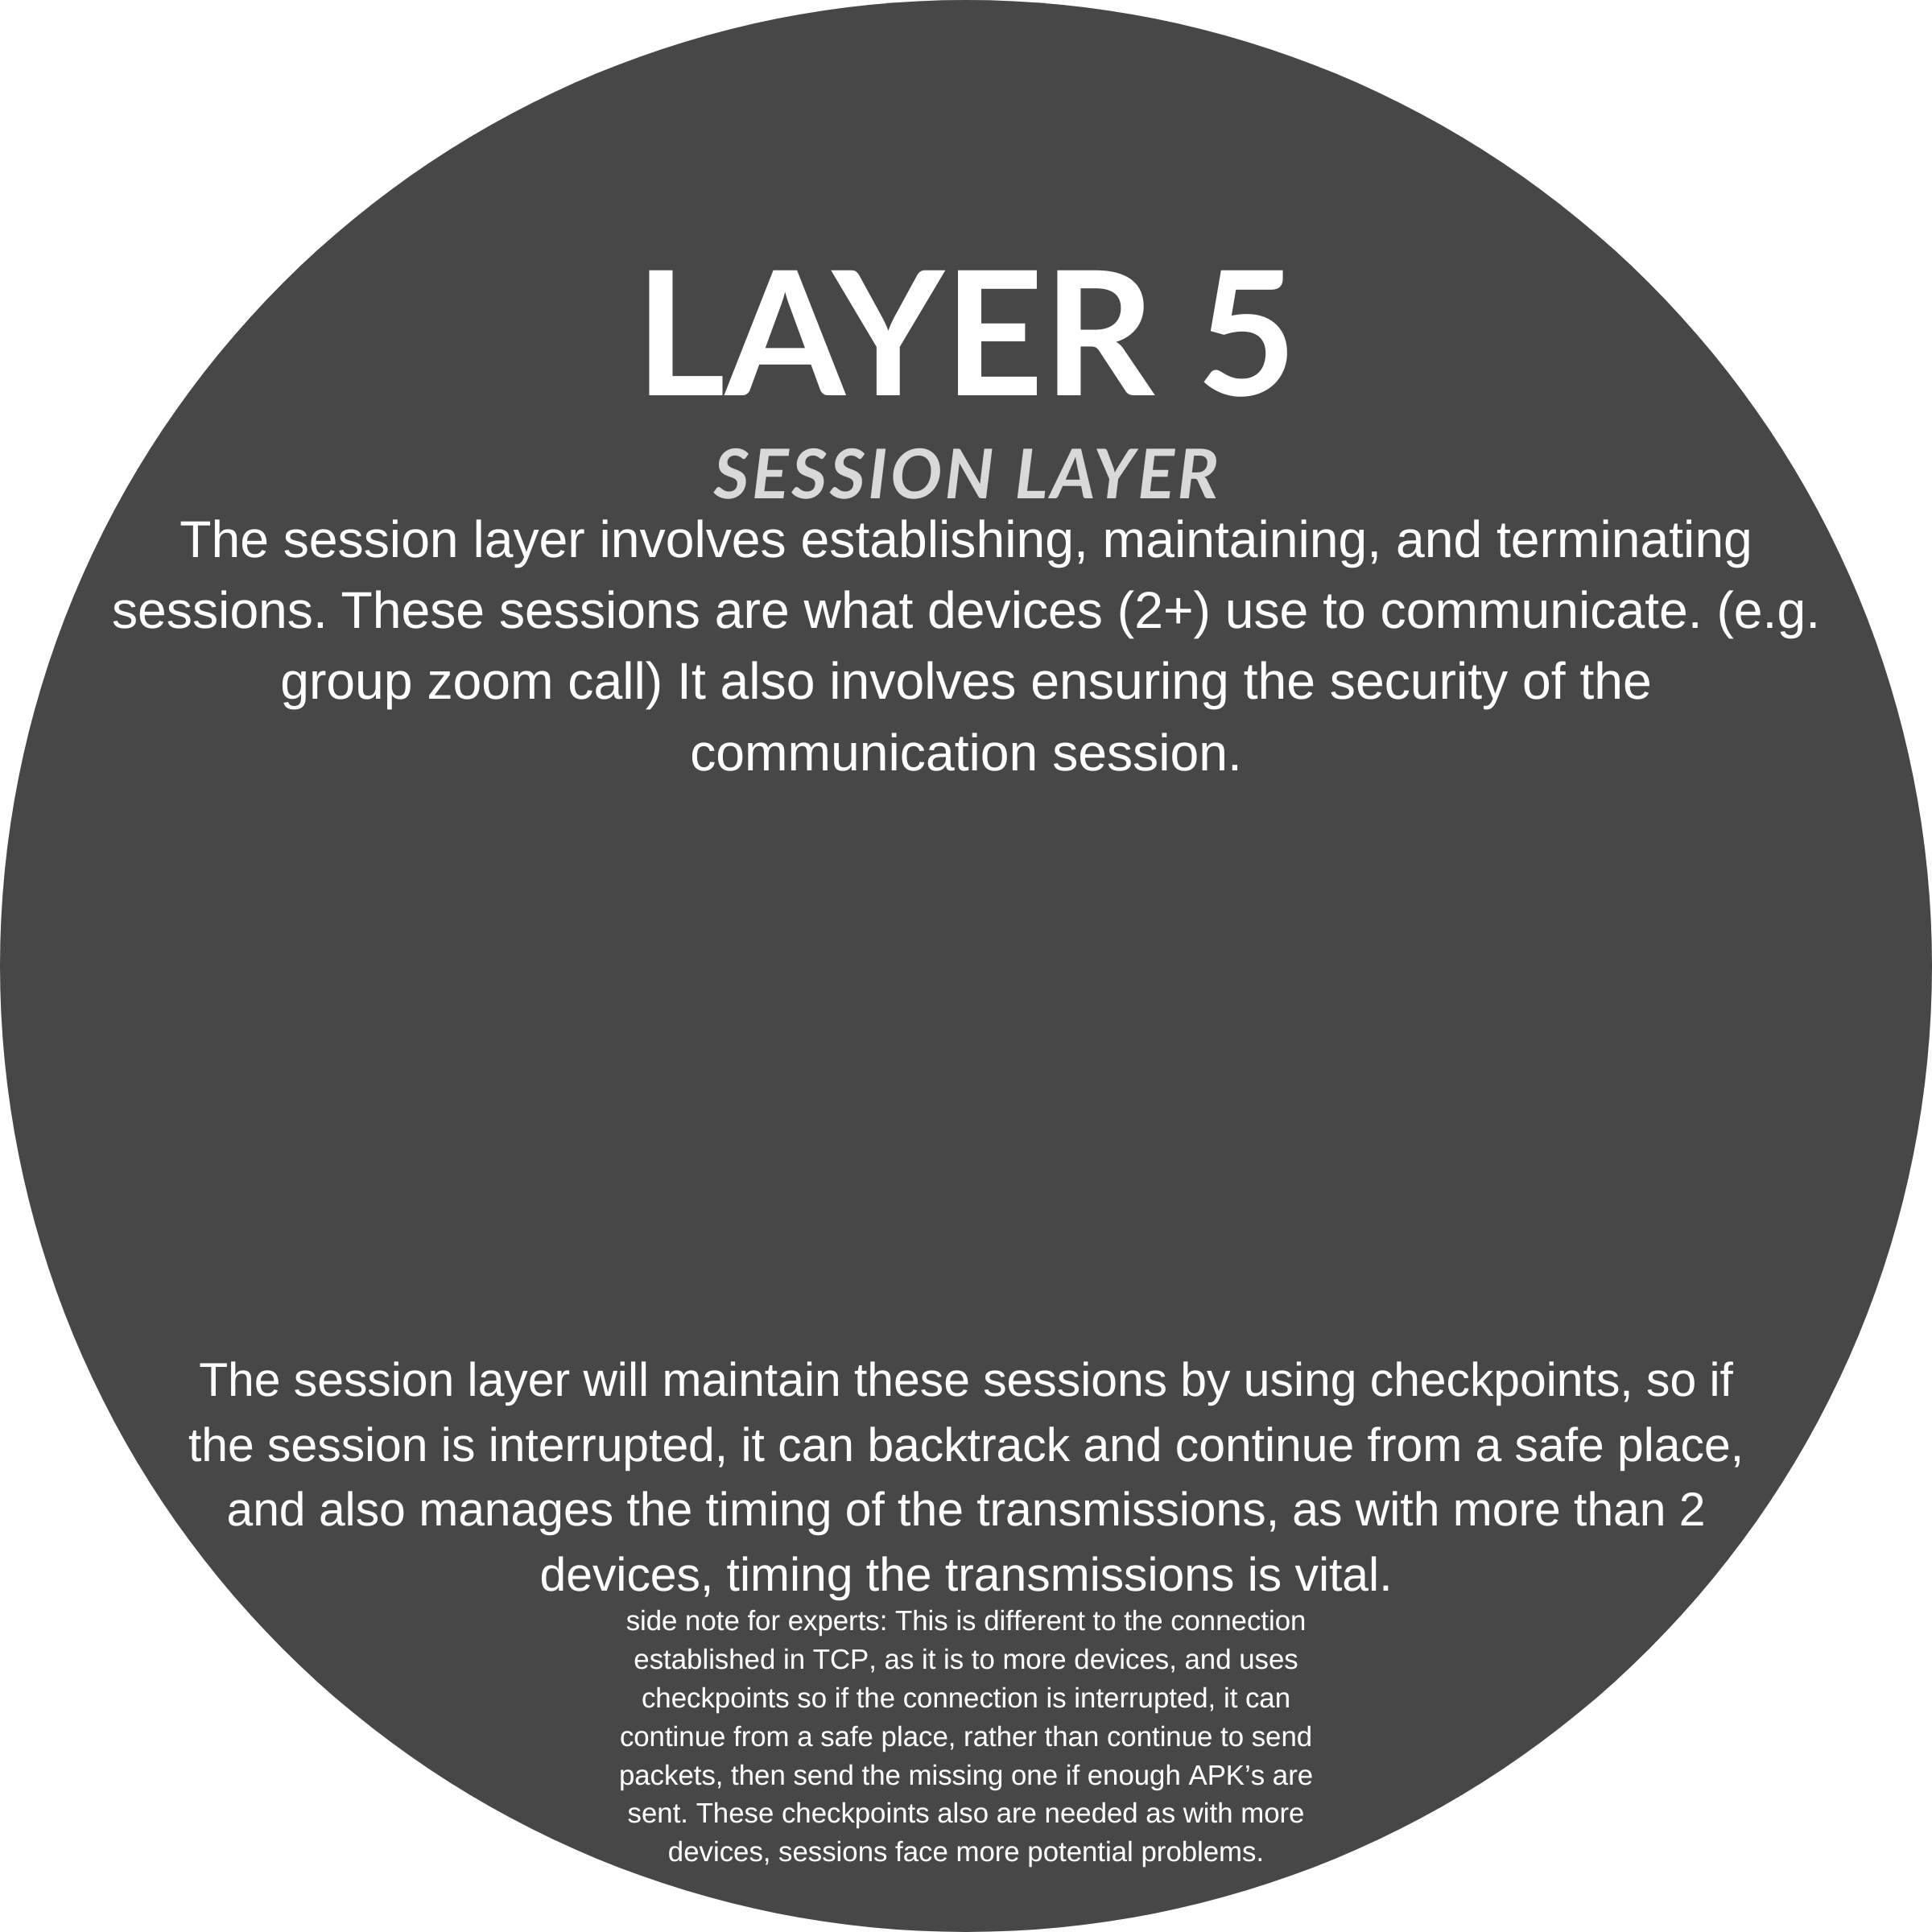 LAYER 5
SESSION LAYER
The session layer involves establishing, maintaining, and terminating
sessions. These sessions are what devices (2+) use to communicate. (e.g.
group zoom call) It also involves ensuring the security of the
communication session.
The session layer will maintain these sessions by using checkpoints, so if
the session is interrupted, it can backtrack and continue from a safe place,
and also manages the timing of the transmissions, as with more than 2
devices, timing the transmissions is vital.
side note for experts: This is different to the connection
established in TCP, as it is to more devices, and uses
checkpoints so if the connection is interrupted, it can
continue from a safe place, rather than continue to send
packets, then send the missing one if enough APK’s are
sent. These checkpoints also are needed as with more
devices, sessions face more potential problems.